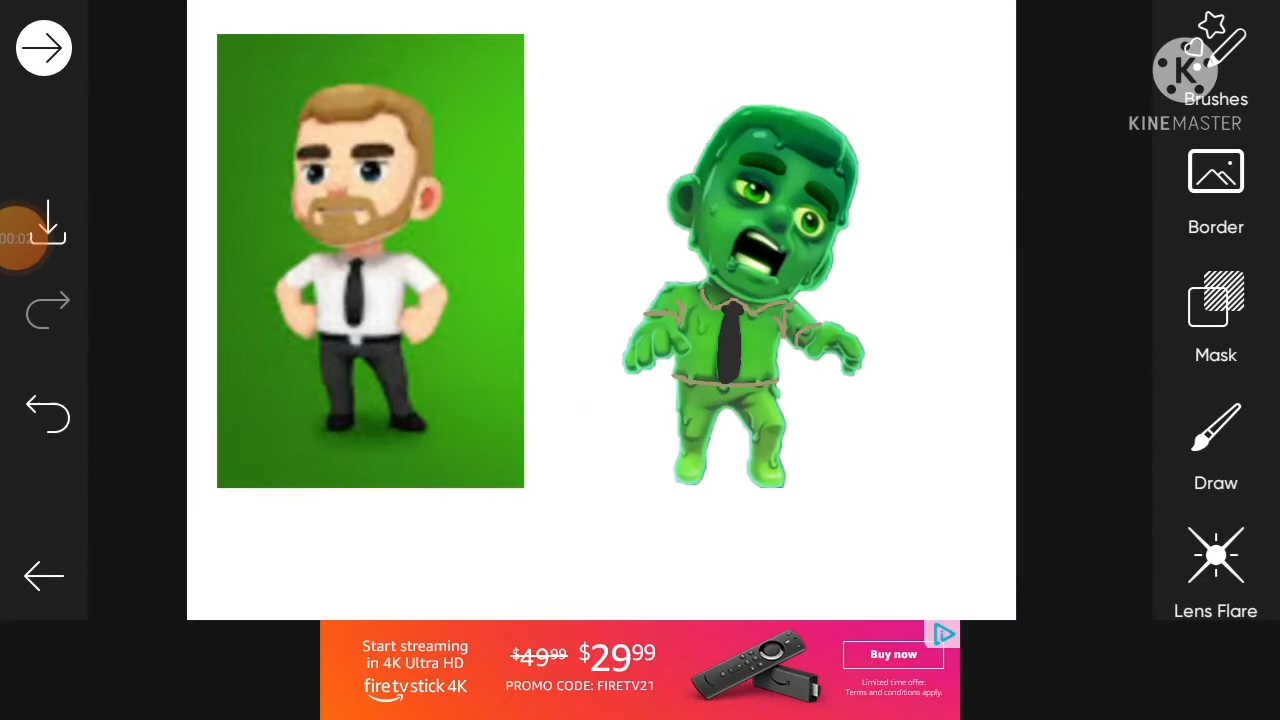 K
Brushes
KINEMASTER
Border
00:02
Mask
Draw
Lens Flare
Start streaming
in 4K Ultra HD
fire tv stick 4K
$49.99 $29.99
PROMO CODE: FIRETV21
Buy now
Limited time offer.
Terms and conditions apply.